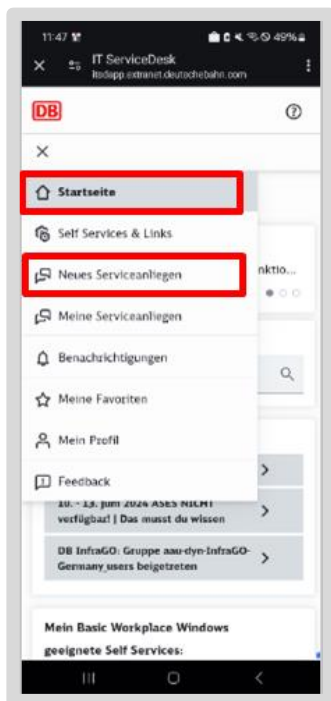 11:47
49%
IT ServiceDesk
itsdapp.extranet.deutschebahn.com
DB
Startseite
Self Services & Links
Neues Serviceanliegen
nktio...
Meine Serviceanliegen
Benachrichtigungen
Meine Favoriten
Mein Profil
Feedback
10. - 13. Juni 2024 ASES NICHT
verfügbar! | Das musst du wissen
DB InfraGO: Gruppe aau-dyn-InfraGO-
Germany_users beigetreten
Mein Basic Workplace Windows
geeignete Self Services: